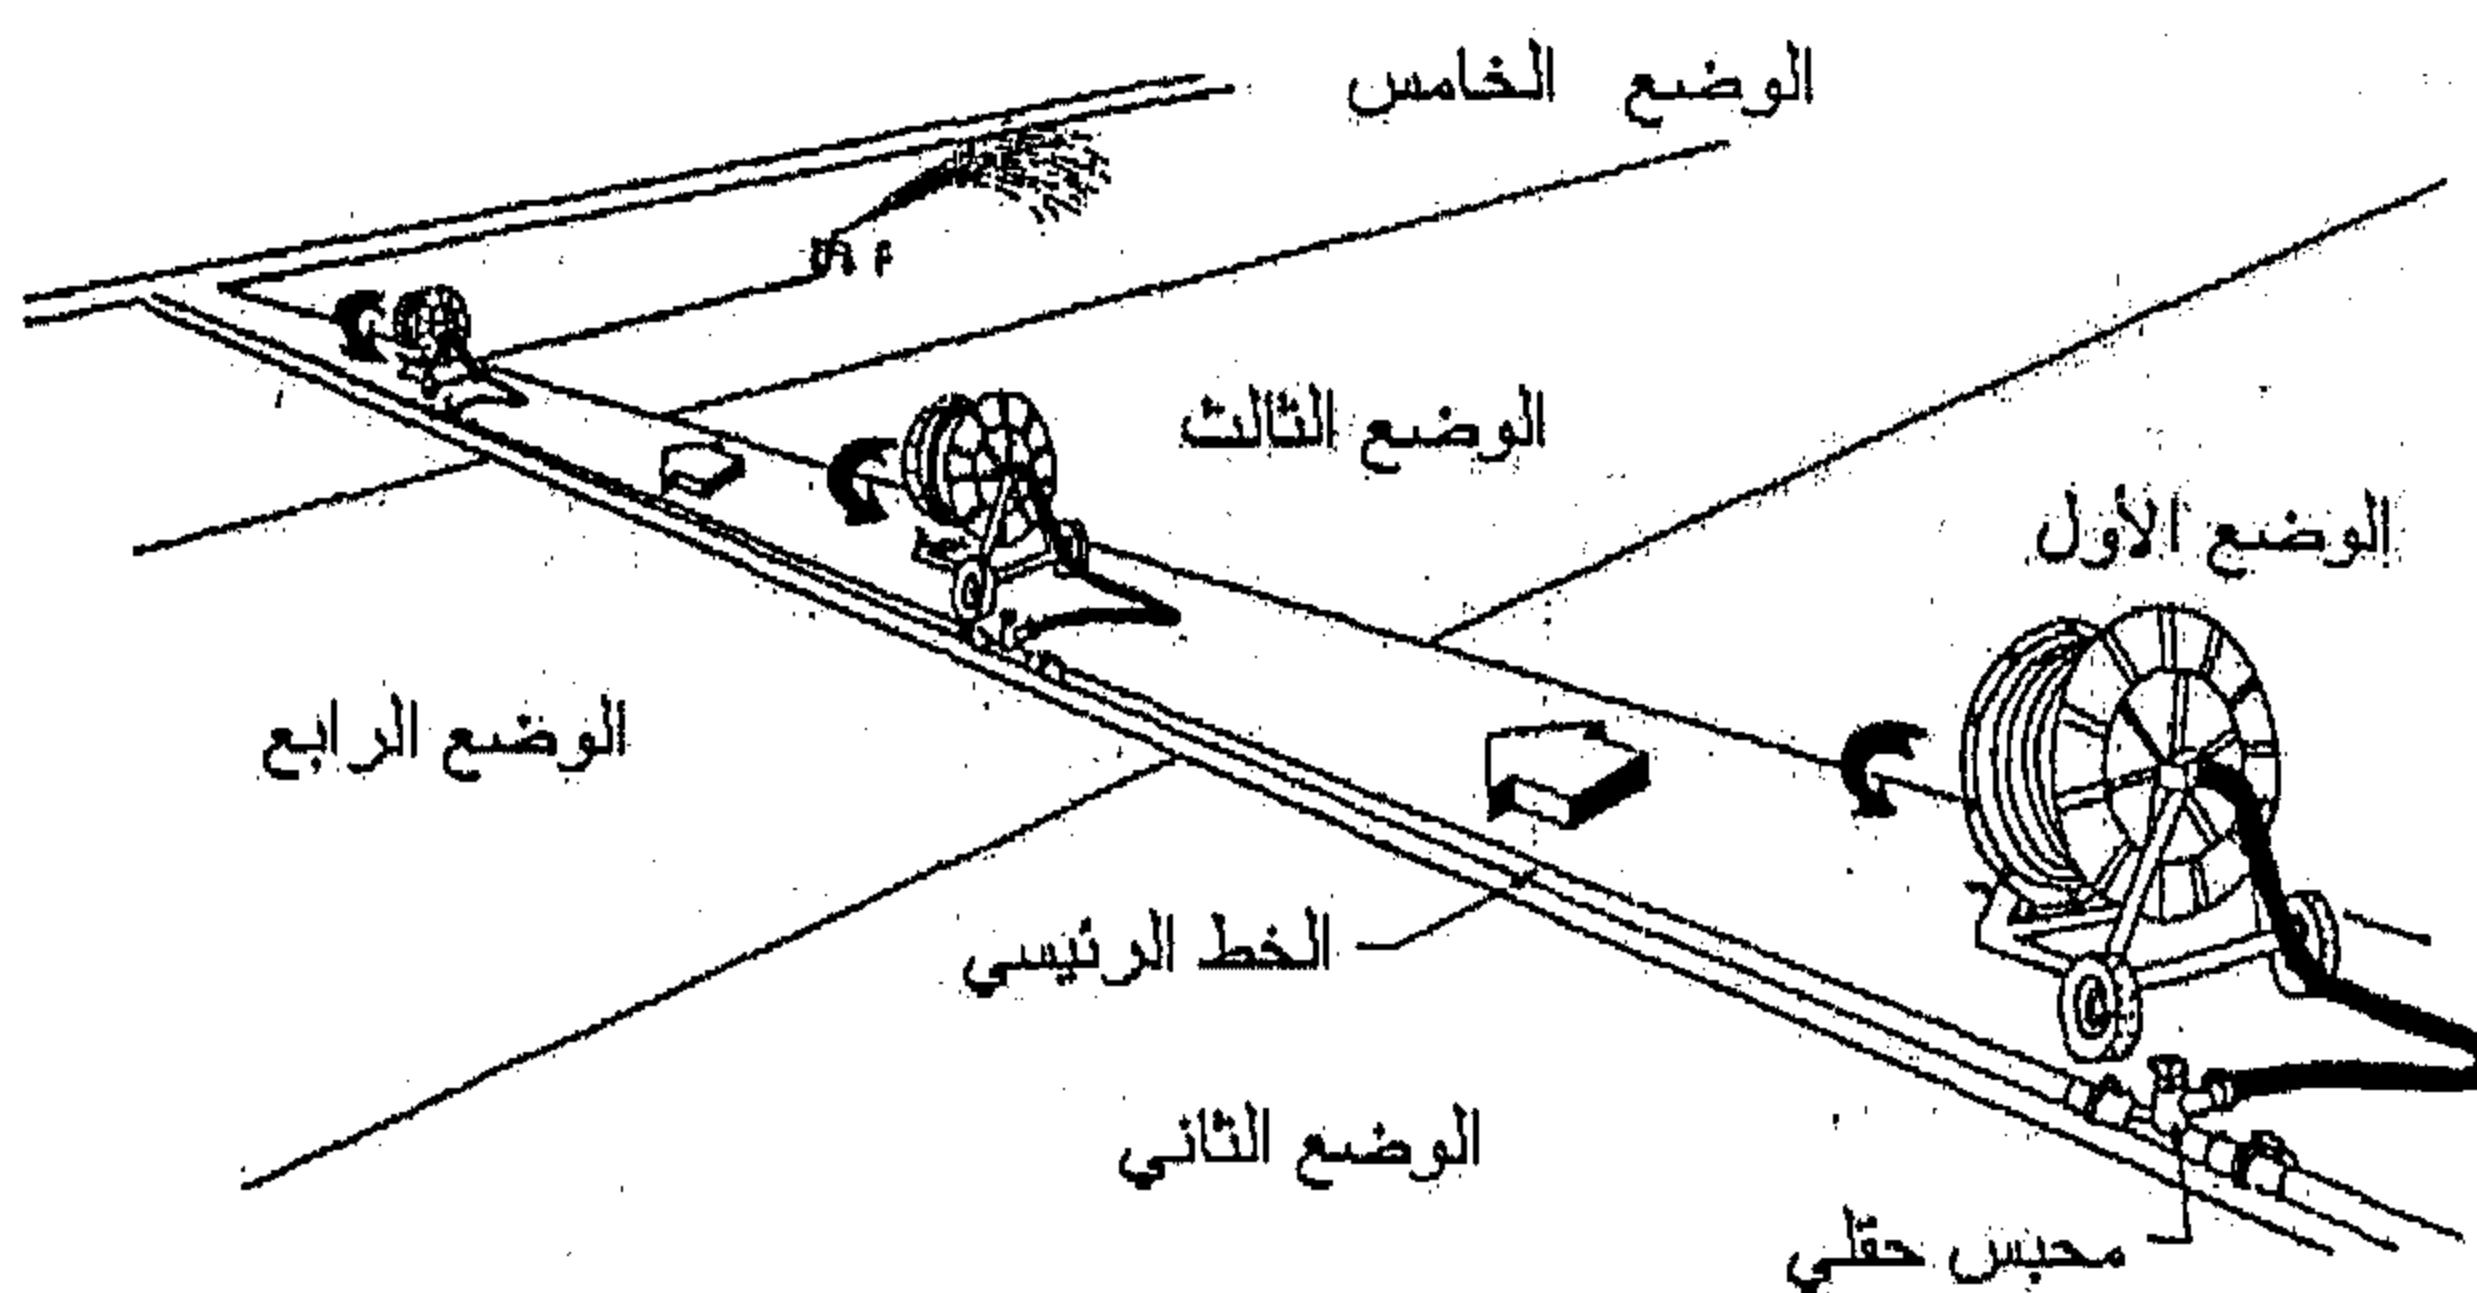 الوضع الخامس
الوضع الثالث
الوضع الأول
الوضع الرابع
الخط الرئيسي
الوضع الثاني
محبس حقلي